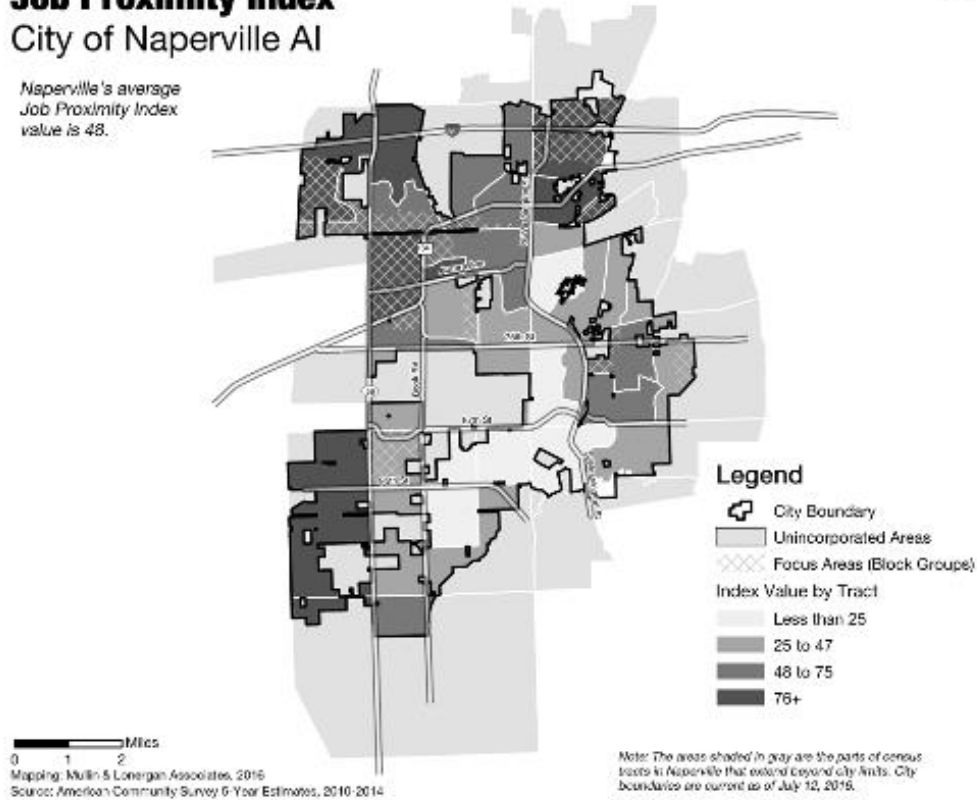 Job Proximity Index
City of Naperville AI
Naperville's average
Job Proximity Index
value is 48.
75th St
Book Rd
Legend
City Boundary
Unincorporated Areas
Focus Areas (Block Groups)
Index Value by Tract
Less than 25
25 to 47
48 to 75
76+
Miles
0 1 2
Mapping: Mullin & Lonergan Associates, 2016
Source: American Community Survey 5-Year Estimates, 2010-2014
Note: The areas shaded in gray are the parts of census
tracts in Naperville that extend beyond city limits. City
boundaries are current as of July 12, 2016.